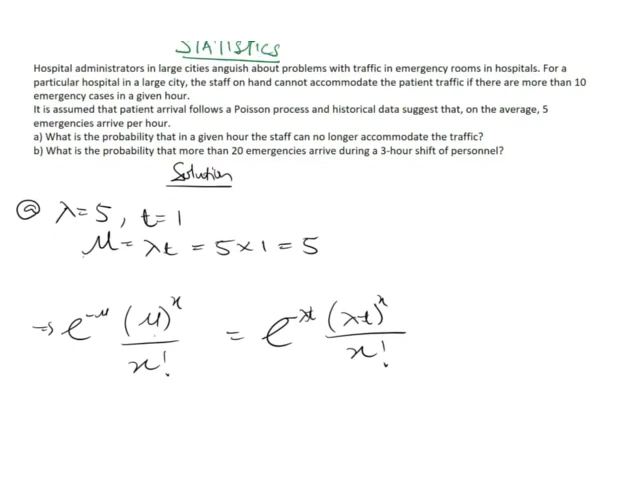 STATISTICS
Hospital administrators in large cities anguish about problems with traffic in emergency rooms in hospitals. For a
particular hospital in a large city, the staff on hand cannot accommodate the patient traffic if there are more than 10
emergency cases in a given hour.
It is assumed that patient arrival follows a Poisson process and historical data suggest that, on the average, 5
emergencies arrive per hour.
a) What is the probability that in a given hour the staff can no longer accommodate the traffic?
b) What is the probability that more than 20 emergencies arrive during a 3-hour shift of personnel?
Solution
ⓐ λ=5, t=1
μ = λt = 5×1 = 5
⇒ e^-μ (μ)^x / x! = e^-λt (λt)^x / x!